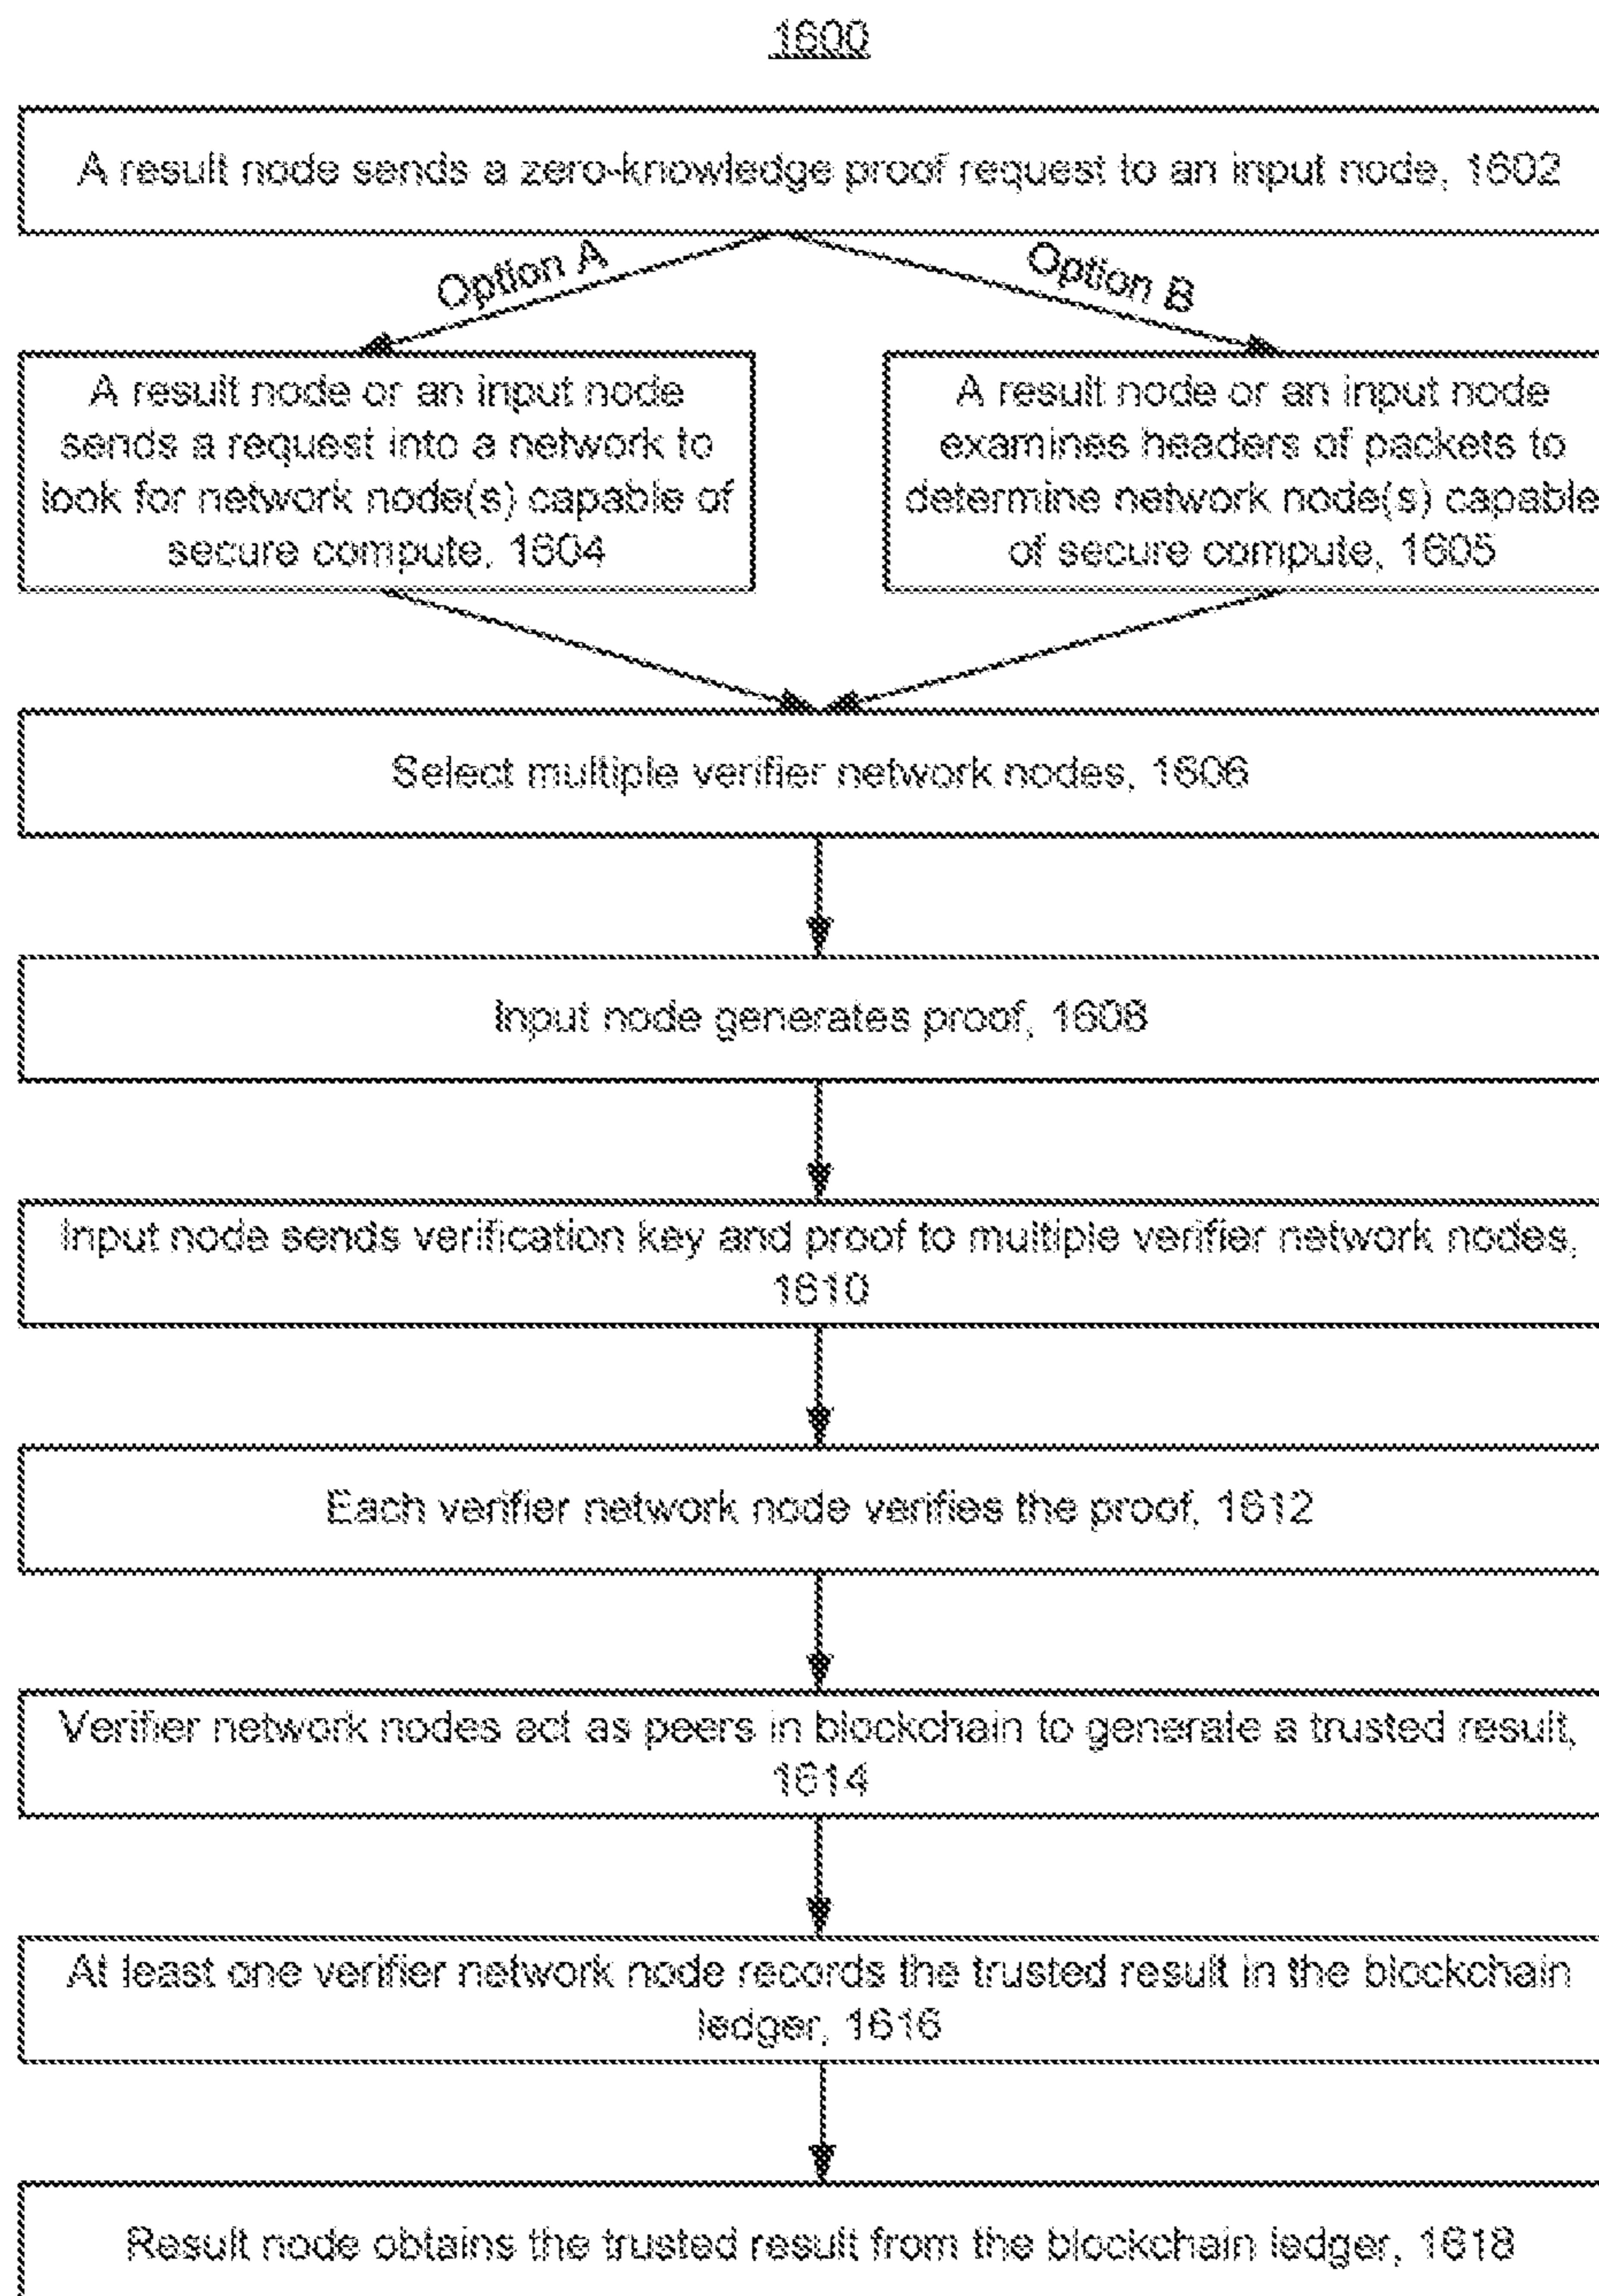 1600
A result node sends a zero-knowledge proof request to an input node, 1602
Option A
Option B
A result node or an input node
sends a request into a network to
look for network node(s) capable of
secure compute, 1604
A result node or an input node
examines headers of packets to
determine network node(s) capable
of secure compute, 1605
Select multiple verifier network nodes, 1606
Input node generates proof, 1608
Input node sends verification key and proof to multiple verifier network nodes,
1610
Each verifier network node verifies the proof, 1612
Verifier network nodes act as peers in blockchain to generate a trusted result,
1614
At least one verifier network node records the trusted result in the blockchain
ledger, 1616
Result node obtains the trusted result from the blockchain ledger, 1618